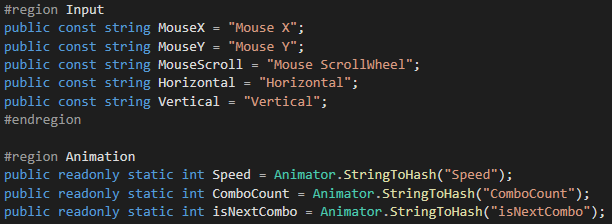 #region Input
public const string MouseX = "Mouse X";
public const string MouseY = "Mouse Y";
public const string MouseScroll = "Mouse ScrollWheel";
public const string Horizontal = "Horizontal";
public const string Vertical = "Vertical";
#endregion
#region Animation
public readonly static int Speed = Animator.StringToHash("Speed");
public readonly static int ComboCount = Animator.StringToHash("ComboCount");
public readonly static int isNextCombo = Animator.StringToHash("isNextCombo");